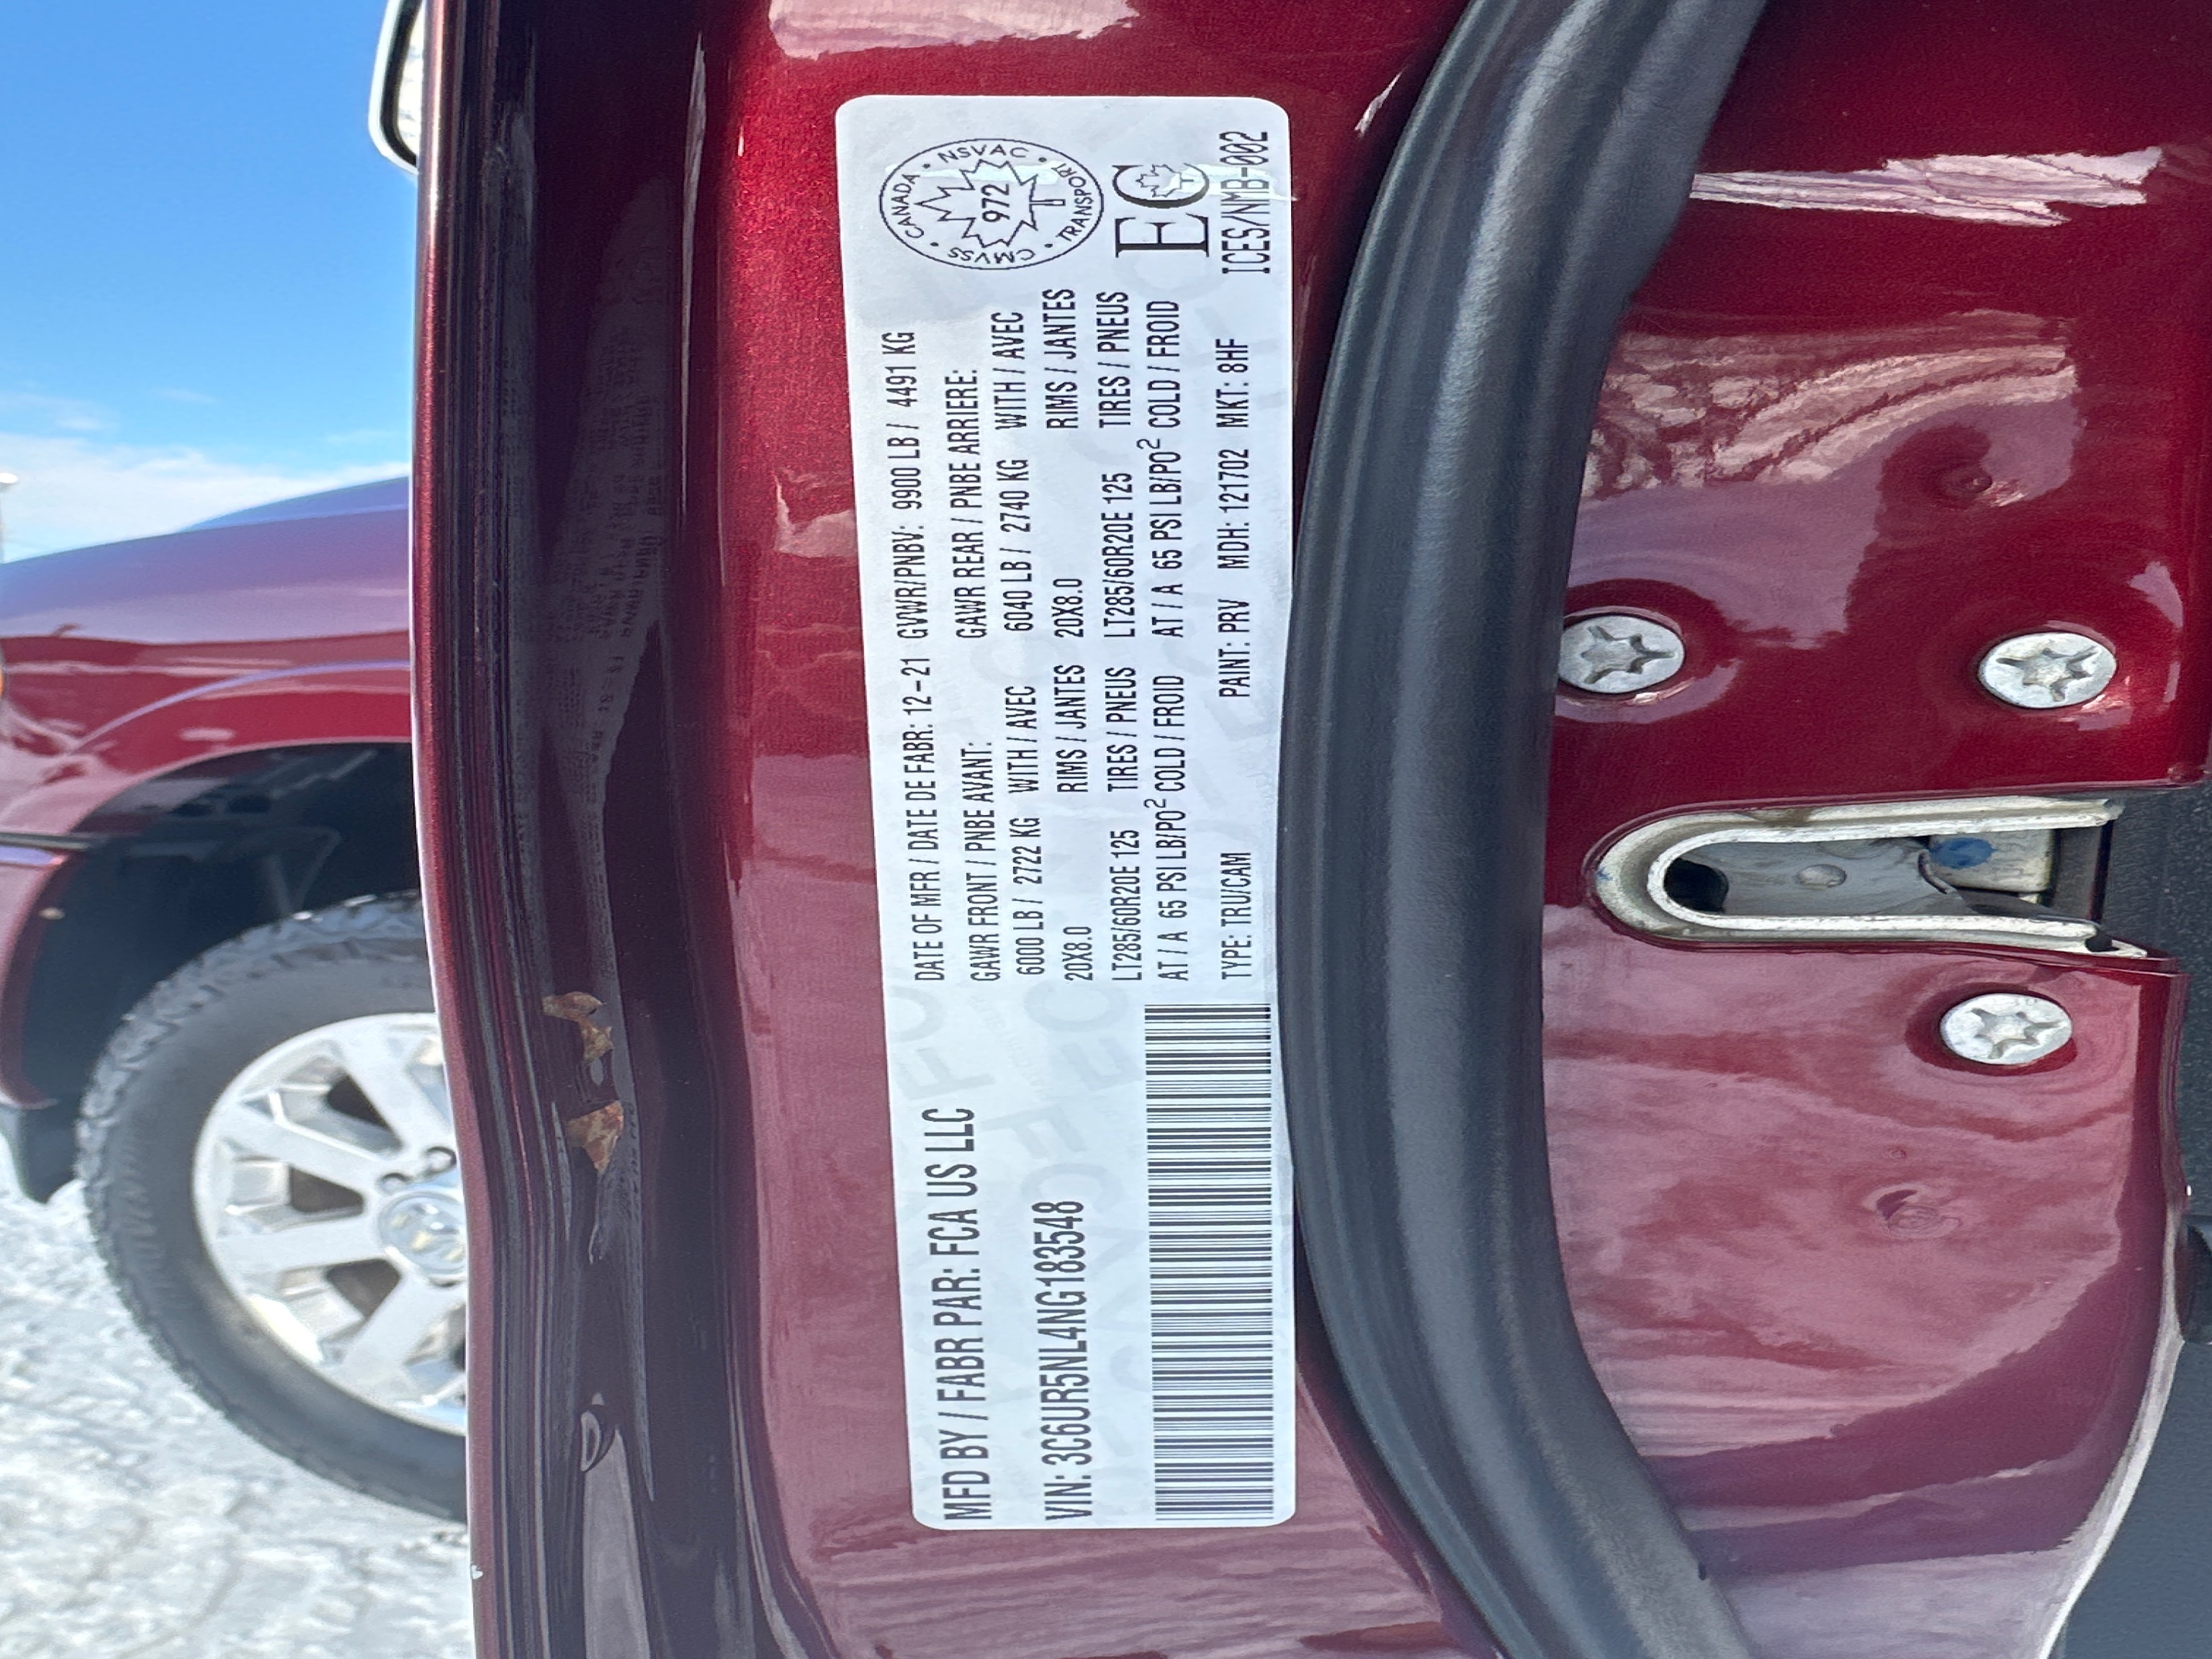 MFD BY / FABR PAR: FCA US LLC
DATE OF MFR / DATE DE FABR: 12-21 GVWR/PNBV: 9900 LB / 4491 KG
GAWR FRONT / PNBE AVANT: GAWR REAR / PNBE ARRIERE:
6000 LB / 2722 KG WITH / AVEC 6040 LB / 2740 KG WITH / AVEC
20X8.0 RIMS / JANTES 20X8.0 RIMS / JANTES
LT285/60R20E 125 TIRES / PNEUS LT285/60R20E 125 TIRES / PNEUS
AT / A 65 PSI LB/PO² COLD / FROID AT / A 65 PSI LB/PO² COLD / FROID
VIN: 3C6UR5NL4NG183548
TYPE: TRU/CAM PAINT: PRV MDH: 121702 MKT: 8HF
CANADA • NSVAC • TRANSPORT • CMVSS •
972
EC
ICES/NMB-002